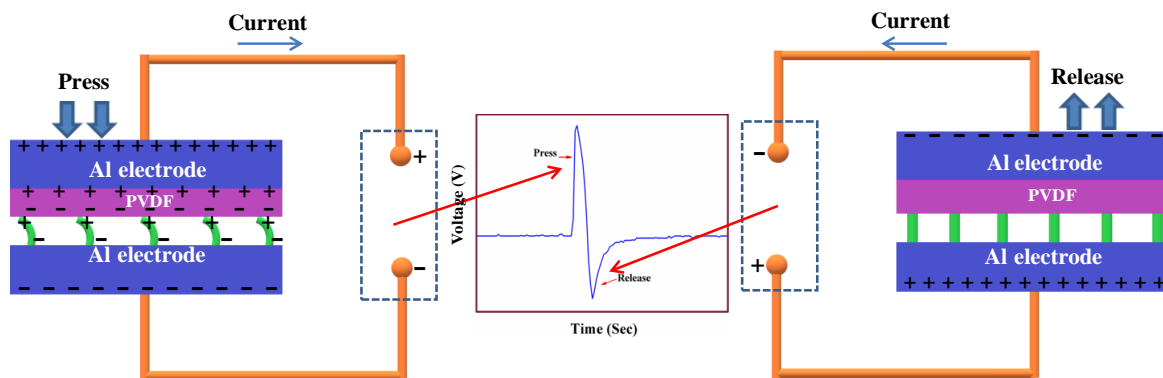 Current
Press
+ + + + + + + + + + + + + +
Al electrode
+ + + + + + + +
PVDF
- - - - - - - - -
+ + + + +
- - - - -
Al electrode
- - - - - - - - - - - - -
+
-
Voltage (V)
Press
Release
Time (Sec)
Current
Release
-
+
- - - - - - - - - - - -
Al electrode
PVDF
Al electrode
+ + + + + + + + + + + + +